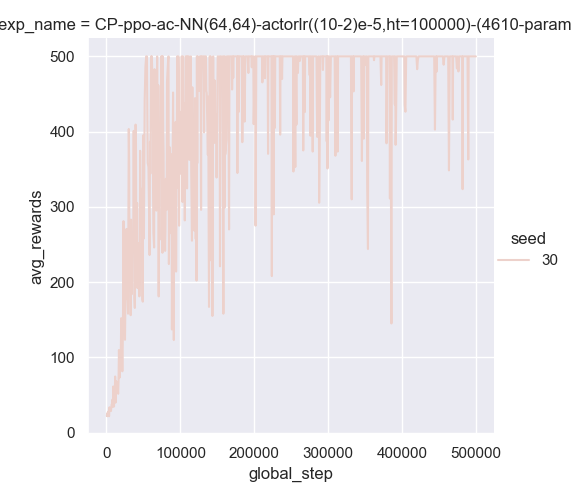 exp_name = CP-ppo-ac-NN(64,64)-actorlr((10-2)e-5,ht=100000)-(4610-param
500
400
300
200
100
0
avg_rewards
0 100000 200000 300000 400000 500000
global_step
seed
30